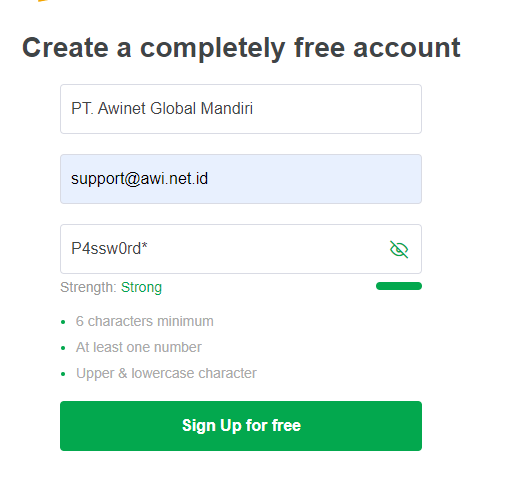 Create a completely free account
PT. Awinet Global Mandiri
support@awi.net.id
P4ssw0rd*
Strength: Strong
6 characters minimum
At least one number
Upper & lowercase character
Sign Up for free